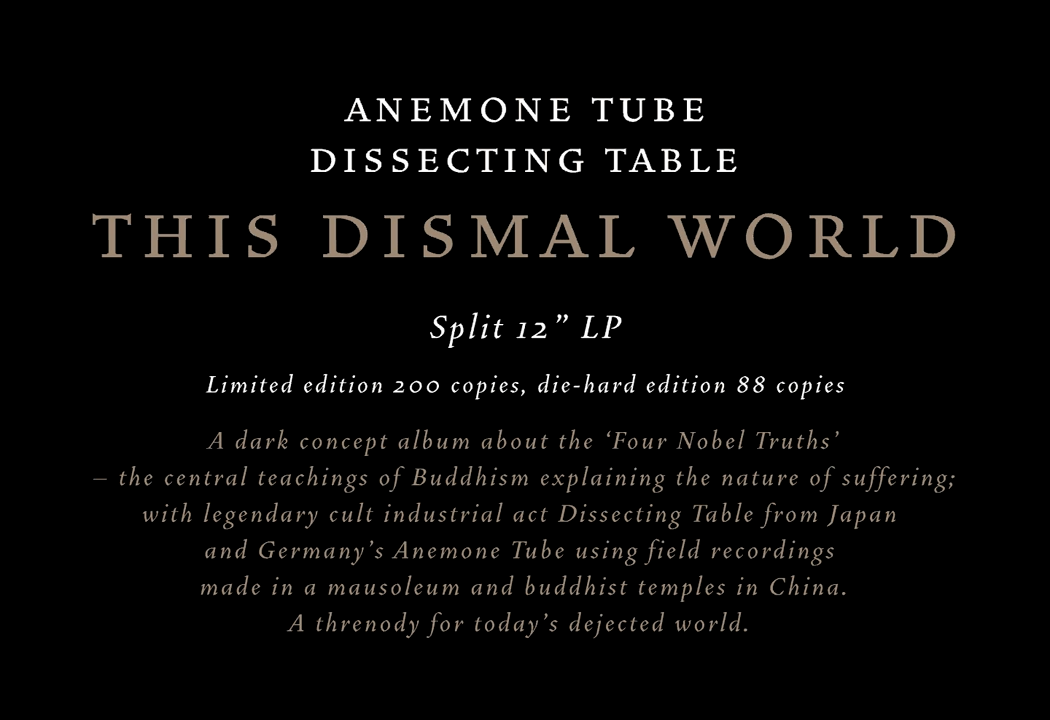 ANEMONE TUBE
DISSECTING TABLE
THIS DISMAL WORLD
Split 12” LP
Limited edition 200 copies, die-hard edition 88 copies
A dark concept album about the ‘Four Nobel Truths’
– the central teachings of Buddhism explaining the nature of suffering;
with legendary cult industrial act Dissecting Table from Japan
and Germany’s Anemone Tube using field recordings
made in a mausoleum and buddhist temples in China.
A threnody for today’s dejected world.